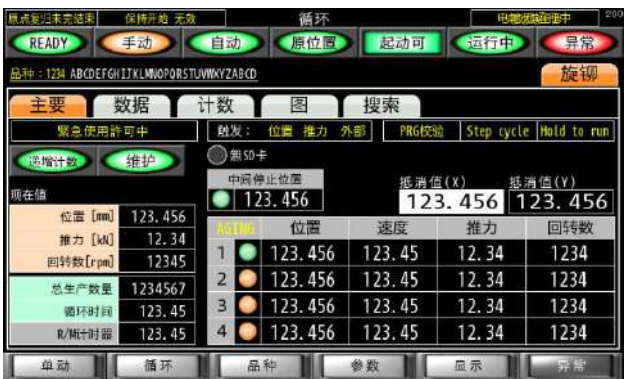 原点复归未完结束 保持开始 无效 循环 200
READY 手动 自动 原位置 起动可 运行中 异常
品种：1234 ABCDEFGHIJKLMNOPQRSTUVWXYZABCD 旋铆
主要 数据 计数 图 搜索
緊急使用許可中 触发： 位置 推力 外部 PRG校验 Step cycle Hold to run
递增计数 维护 無SD卡
中间停止位置 抵消值(X) 抵消值(Y)
123.456 123.456 123.456
现在值
位置 [mm] 123.456
推力 [kN] 12.34
回转数[rpm] 12345
总生产数量 1234567
循环时间 123.45
R/M计时器 123.45
AGING 位置 速度 推力 回转数
1 123.456 123.45 12.34 1234
2 123.456 123.45 12.34 1234
3 123.456 123.45 12.34 1234
4 123.456 123.45 12.34 1234
单动 循环 品种 参数 显示 异常